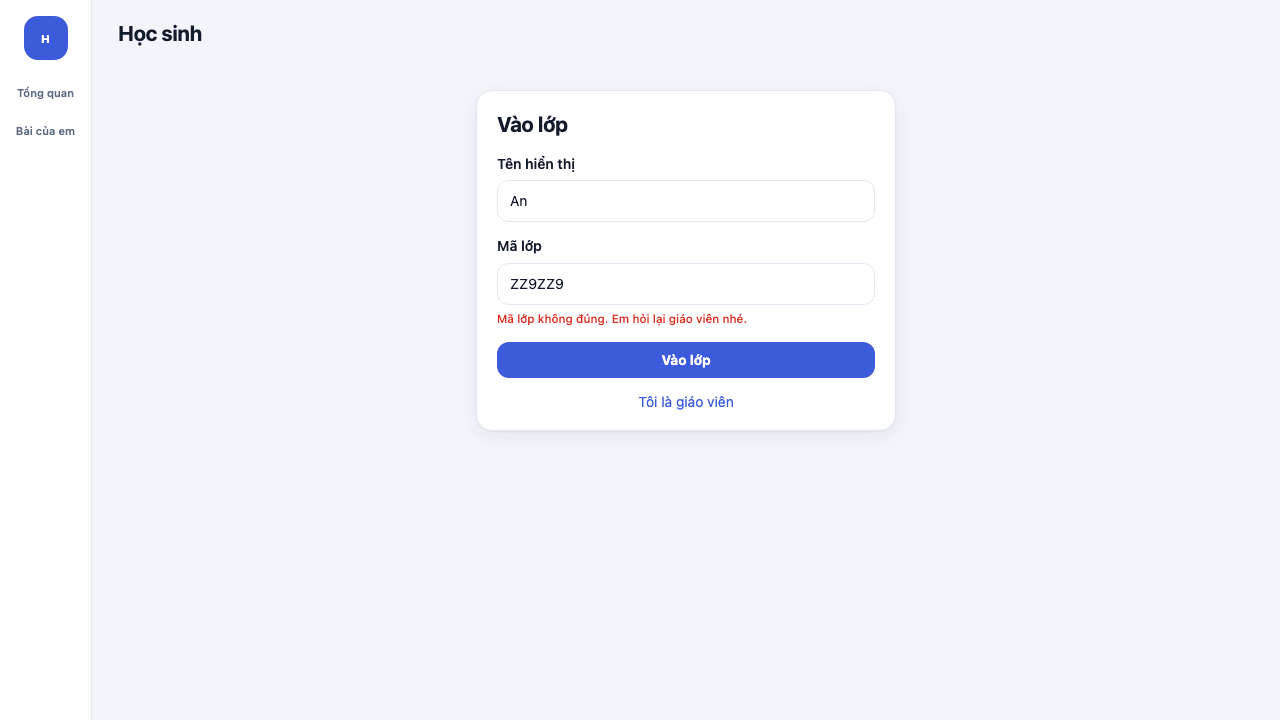 H
Tổng quan
Bài của em
Học sinh
Vào lớp
Tên hiển thị
An
Mã lớp
ZZ9ZZ9
Mã lớp không đúng. Em hỏi lại giáo viên nhé.
Vào lớp
Tôi là giáo viên